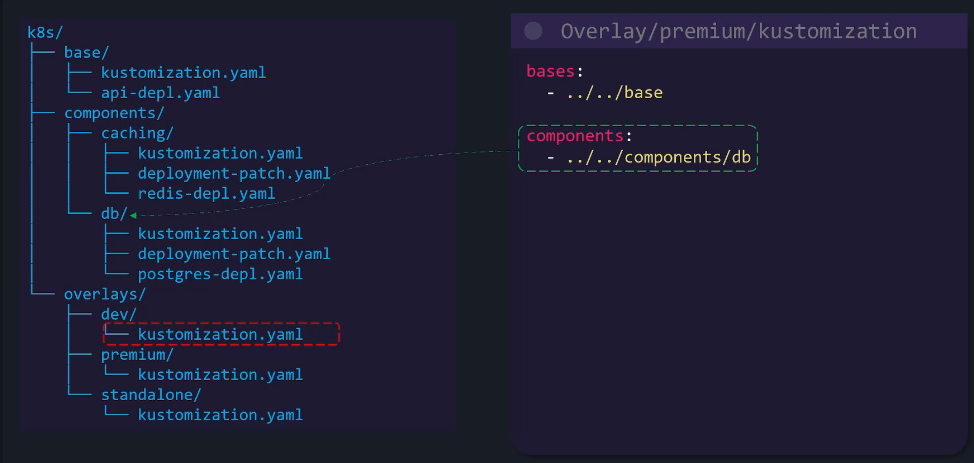 k8s/
├── base/
│   ├── kustomization.yaml
│   └── api-depl.yaml
├── components/
│   ├── caching/
│   │   ├── kustomization.yaml
│   │   ├── deployment-patch.yaml
│   │   └── redis-depl.yaml
│   └── db/
│       ├── kustomization.yaml
│       ├── deployment-patch.yaml
│       └── postgres-depl.yaml
└── overlays/
    ├── dev/
    │   └── kustomization.yaml
    ├── premium/
    │   └── kustomization.yaml
    └── standalone/
        └── kustomization.yaml
Overlay/premium/kustomization
bases:
  - ../../base
components:
  - ../../components/db